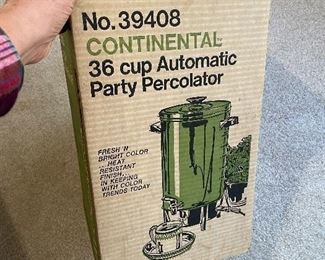 No. 39408
CONTINENTAL
36 cup Automatic
Party Percolator
FRESH 'N
BRIGHT COLOR
...HEAT
RESISTANT
FINISH...
IN KEEPING
WITH COLOR
TRENDS TODAY